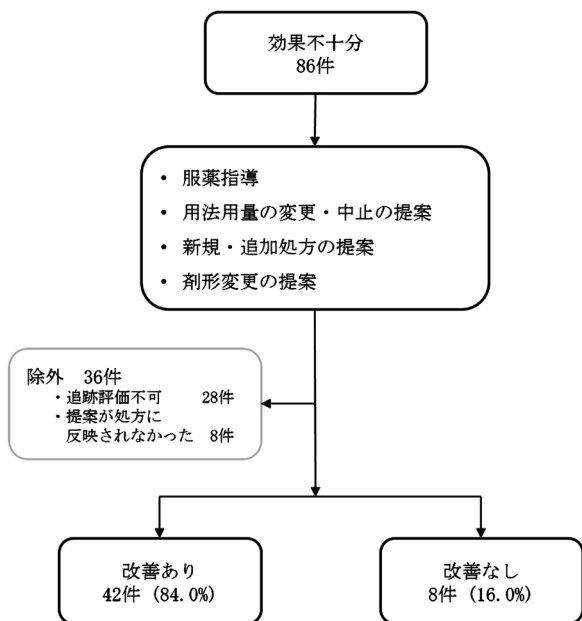 効果不十分
86件
・ 服薬指導
・ 用法用量の変更・中止の提案
・ 新規・追加処方の提案
・ 剤形変更の提案
除外　36件
・追跡評価不可　28件
・提案が処方に
反映されなかった　8件
改善あり
42件（84.0%）
改善なし
8件（16.0%）